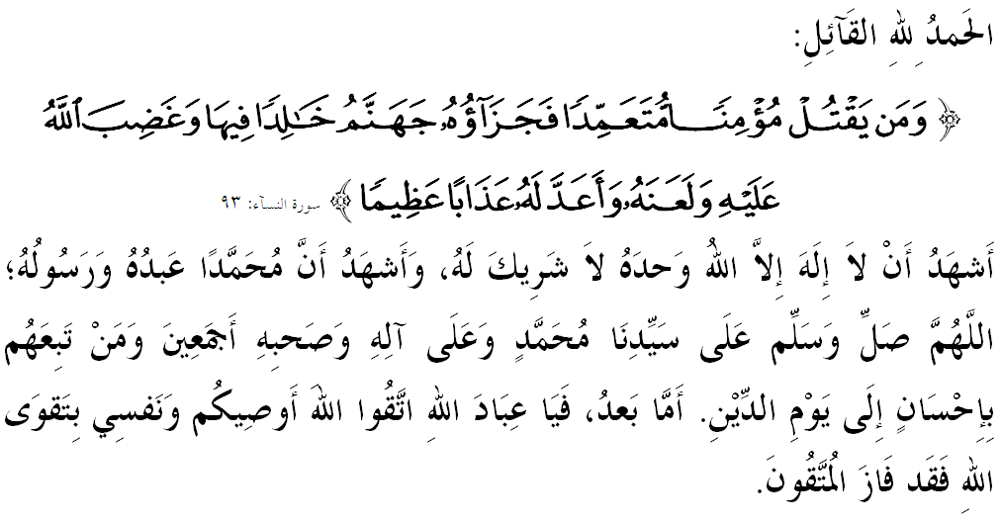 الحَمدُ لِلهِ القَآئِلِ:
﴿ وَمَن يَقْتُلْ مُؤْمِنًا مُّتَعَمِّدًا فَجَزَآؤُهُۥ جَهَنَّمُ خَـٰلِدًا فِيهَا وَغَضِبَ ٱللَّهُ
عَلَيْهِ وَلَعَنَهُۥ وَأَعَدَّ لَهُۥ عَذَابًا عَظِيمًا ﴾ سورة النسآء: ٩٣
أَشهَدُ أَنْ لاَ إِلَهَ إِلاَّ اللهُ وَحدَهُ لاَ شَرِيكَ لَهُ، وَأَشهَدُ أَنَّ مُحَمَّدًا عَبدُهُ وَرَسُولُهُ؛
اللَّهُمَّ صَلِّ وَسَلِّم عَلَى سَيِّدِنَا مُحَمَّدٍ وَعَلَى آلِهِ وَصَحبِهِ أَجمَعِينَ وَمَنْ تَبِعَهُم
بِإِحْسَانٍ إِلَى يَوْمِ الدِّيْنِ. أَمَّا بَعدُ، فَيَا عِبَادَ اللهِ اتَّقُوا اللهَ أُوصِيكُم وَنَفسِي بِتَقوَى
اللهِ فَقَد فَازَ المُتَّقُونَ.